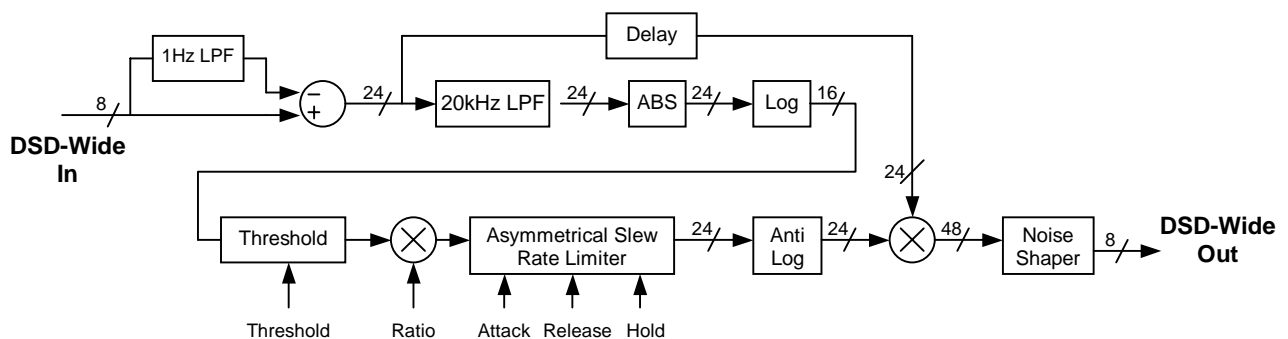 Delay
1Hz LPF
8
−
+
24
20kHz LPF
24
ABS
24
Log
16
DSD-Wide
In
24
Threshold
Asymmetrical Slew
Rate Limiter
24
Anti
Log
24
48
Noise
Shaper
8
DSD-Wide
Out
Threshold
Ratio
Attack
Release
Hold